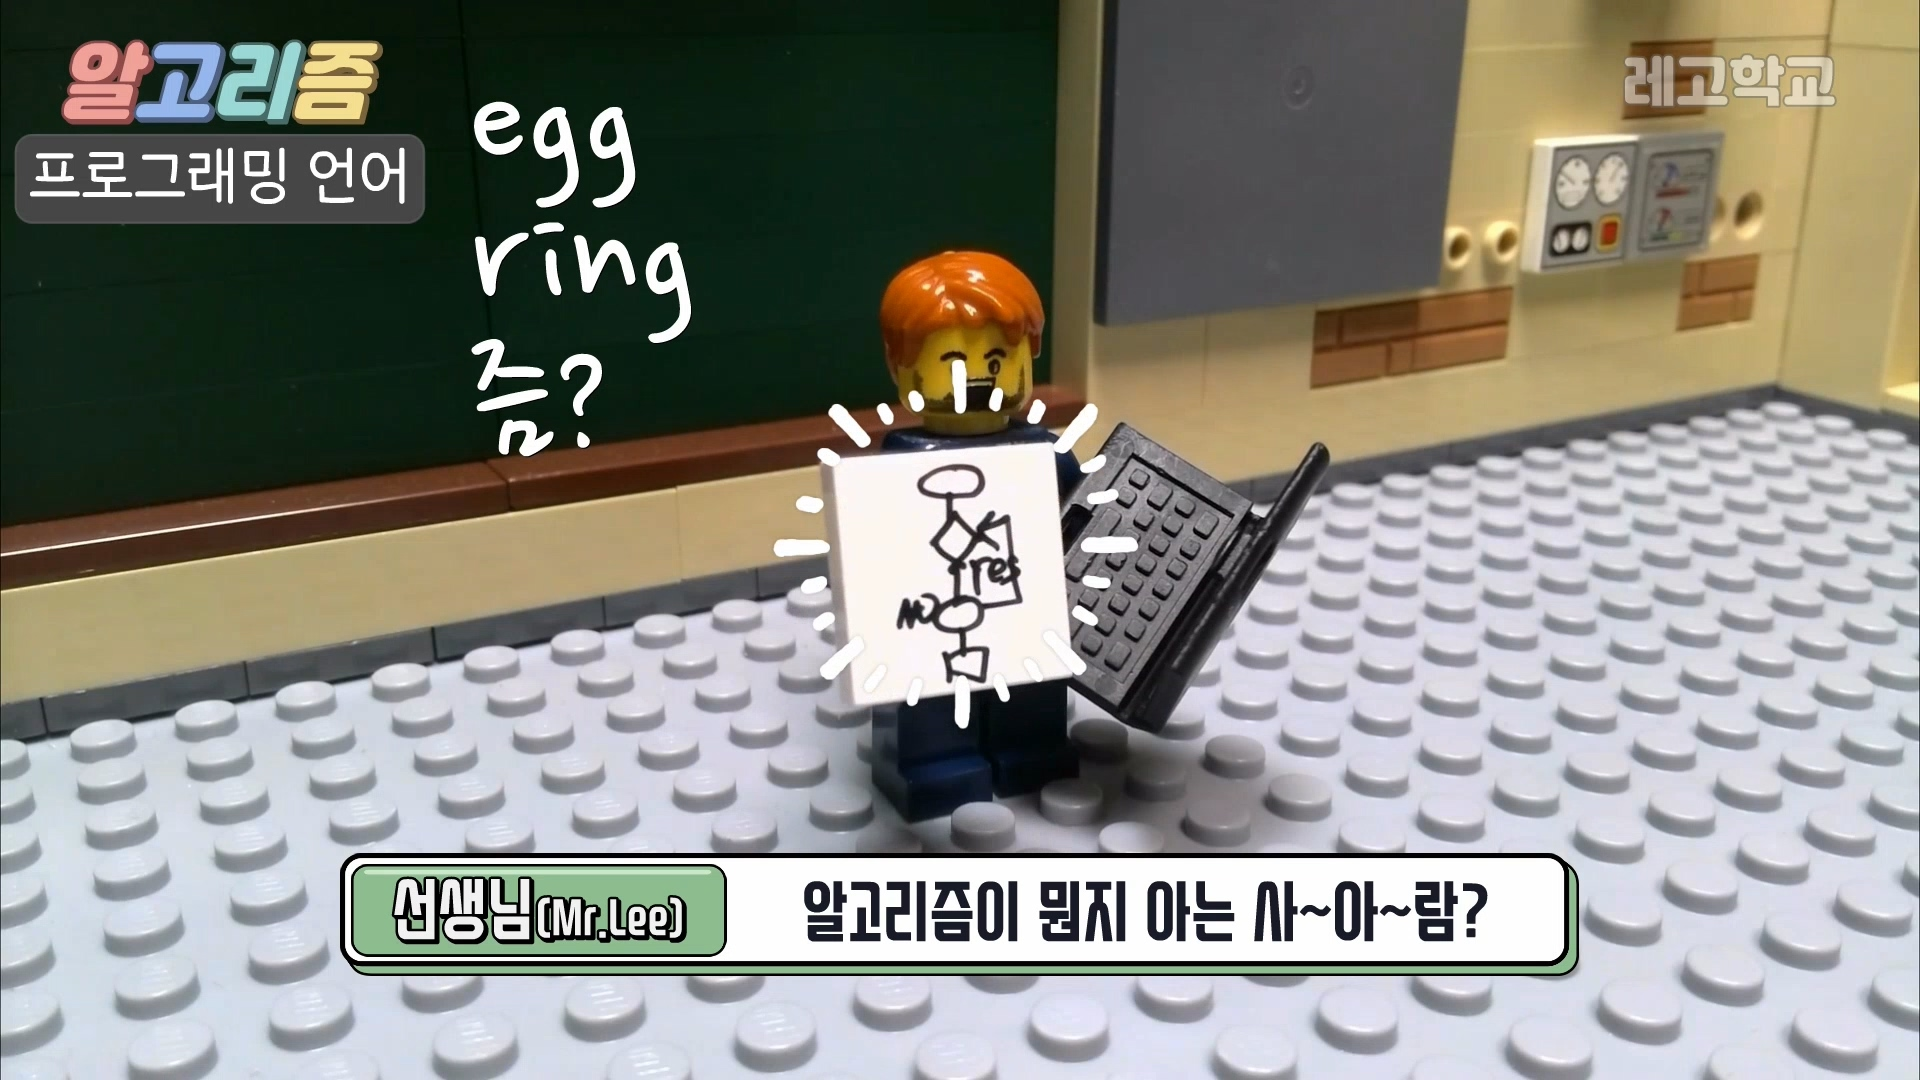 알고리즘
프로그래밍 언어
egg
ring
즘?
레고학교
Yes
NO
선생님(Mr.Lee)
알고리즘이 뭔지 아는 사~아~람?